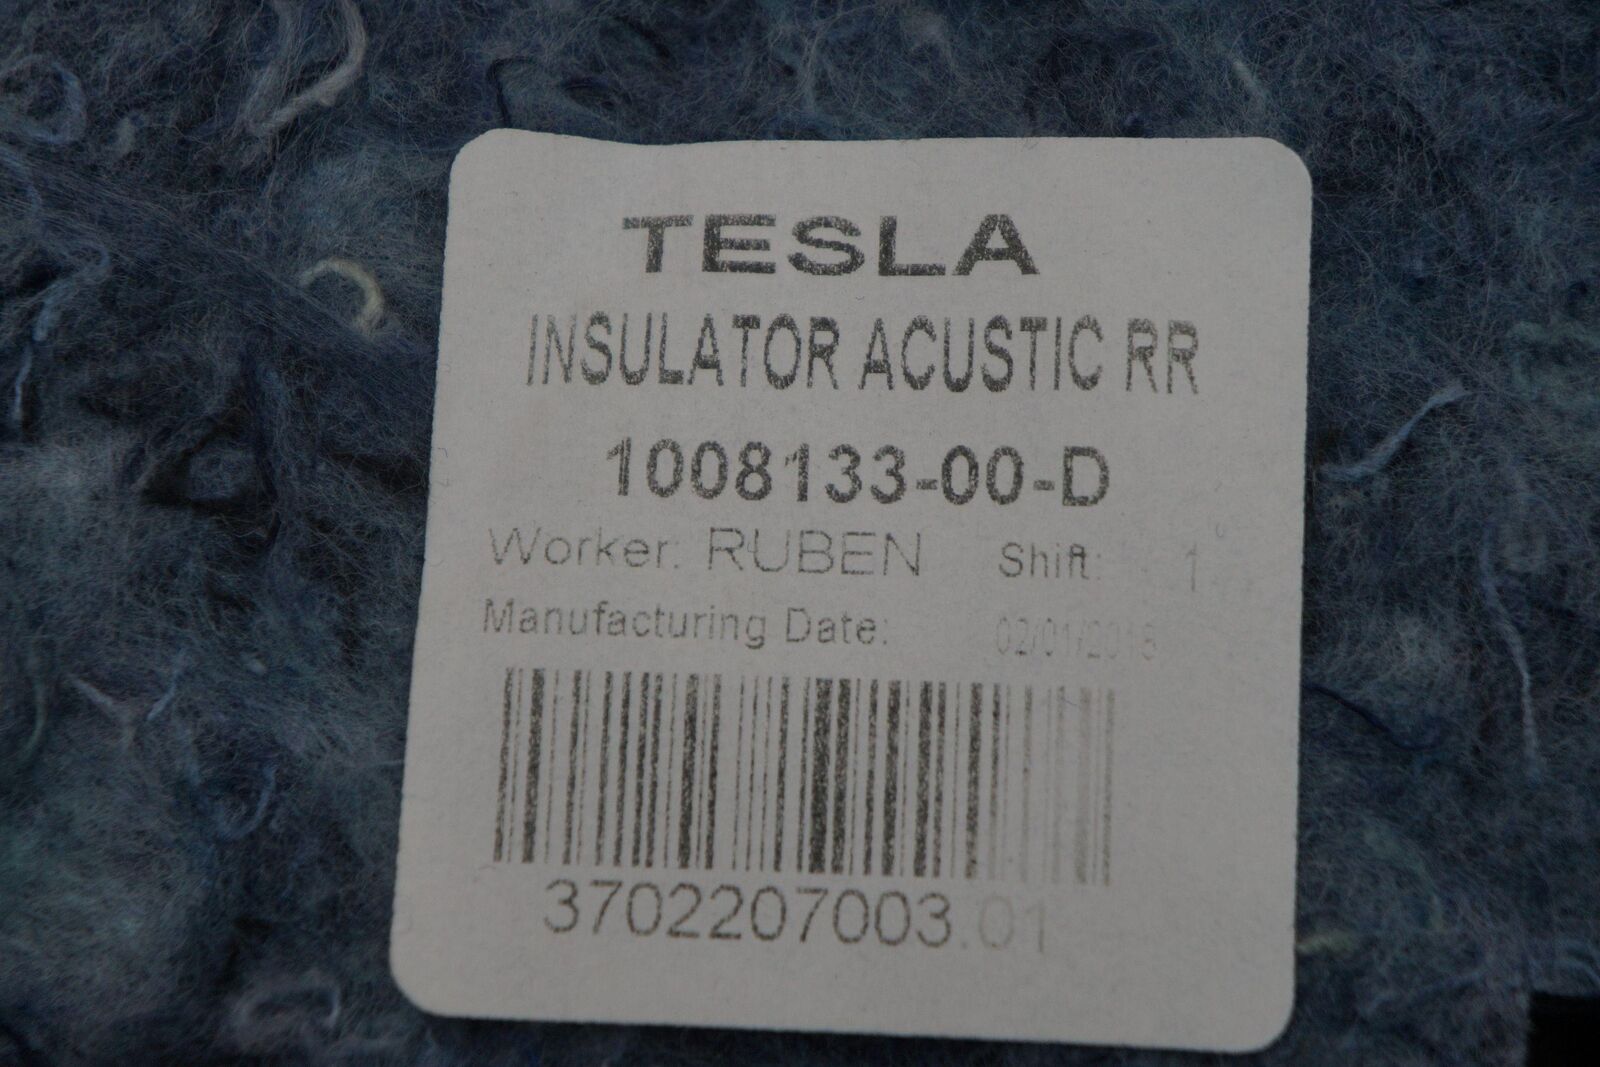 TESLA
INSULATOR ACUSTIC RR
1008133-00-D
Worker: RUBEN Shift: 1
Manufacturing Date: 02/01/2015
3702207003.01